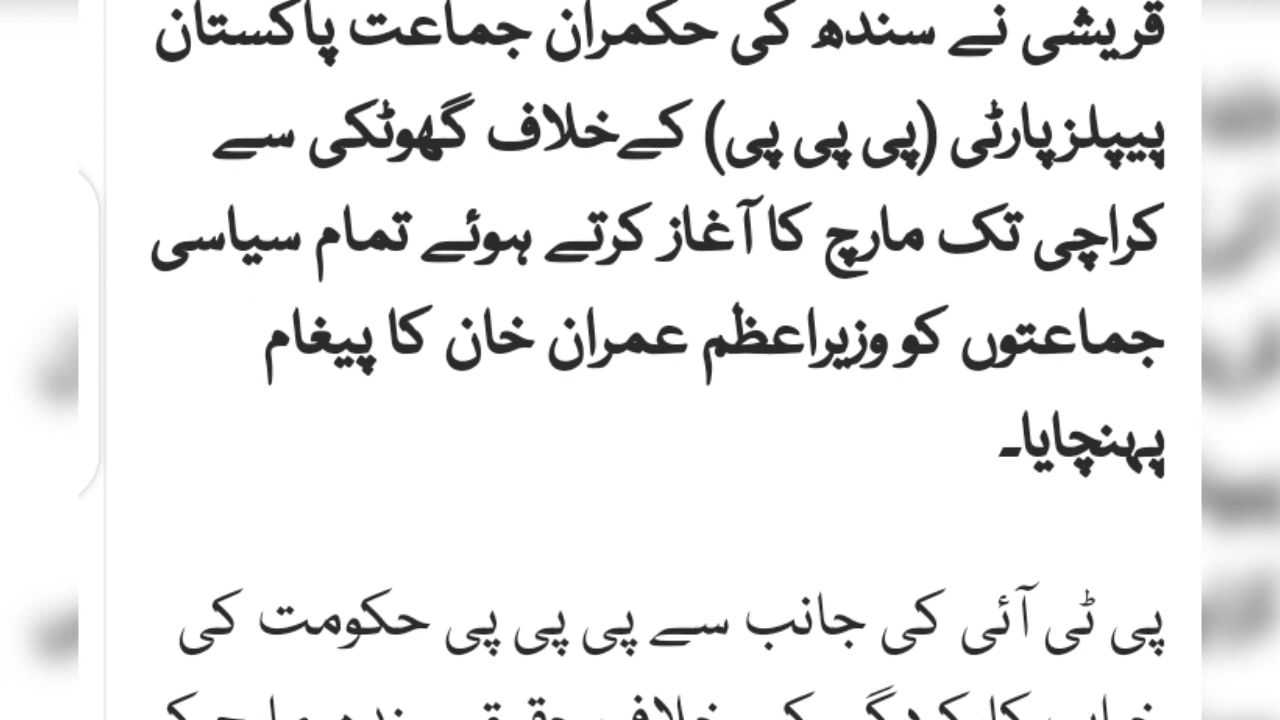 قریشی نے سندھ کی حکمران جماعت پاکستان
پیپلزپارٹی (پی پی پی) کےخلاف گھوٹکی سے
کراچی تک مارچ کا آغاز کرتے ہوئے تمام سیاسی
جماعتوں کو وزیراعظم عمران خان کا پیغام
پہنچایا۔
پی ٹی آئی کی جانب سے پی پی پی حکومت کی